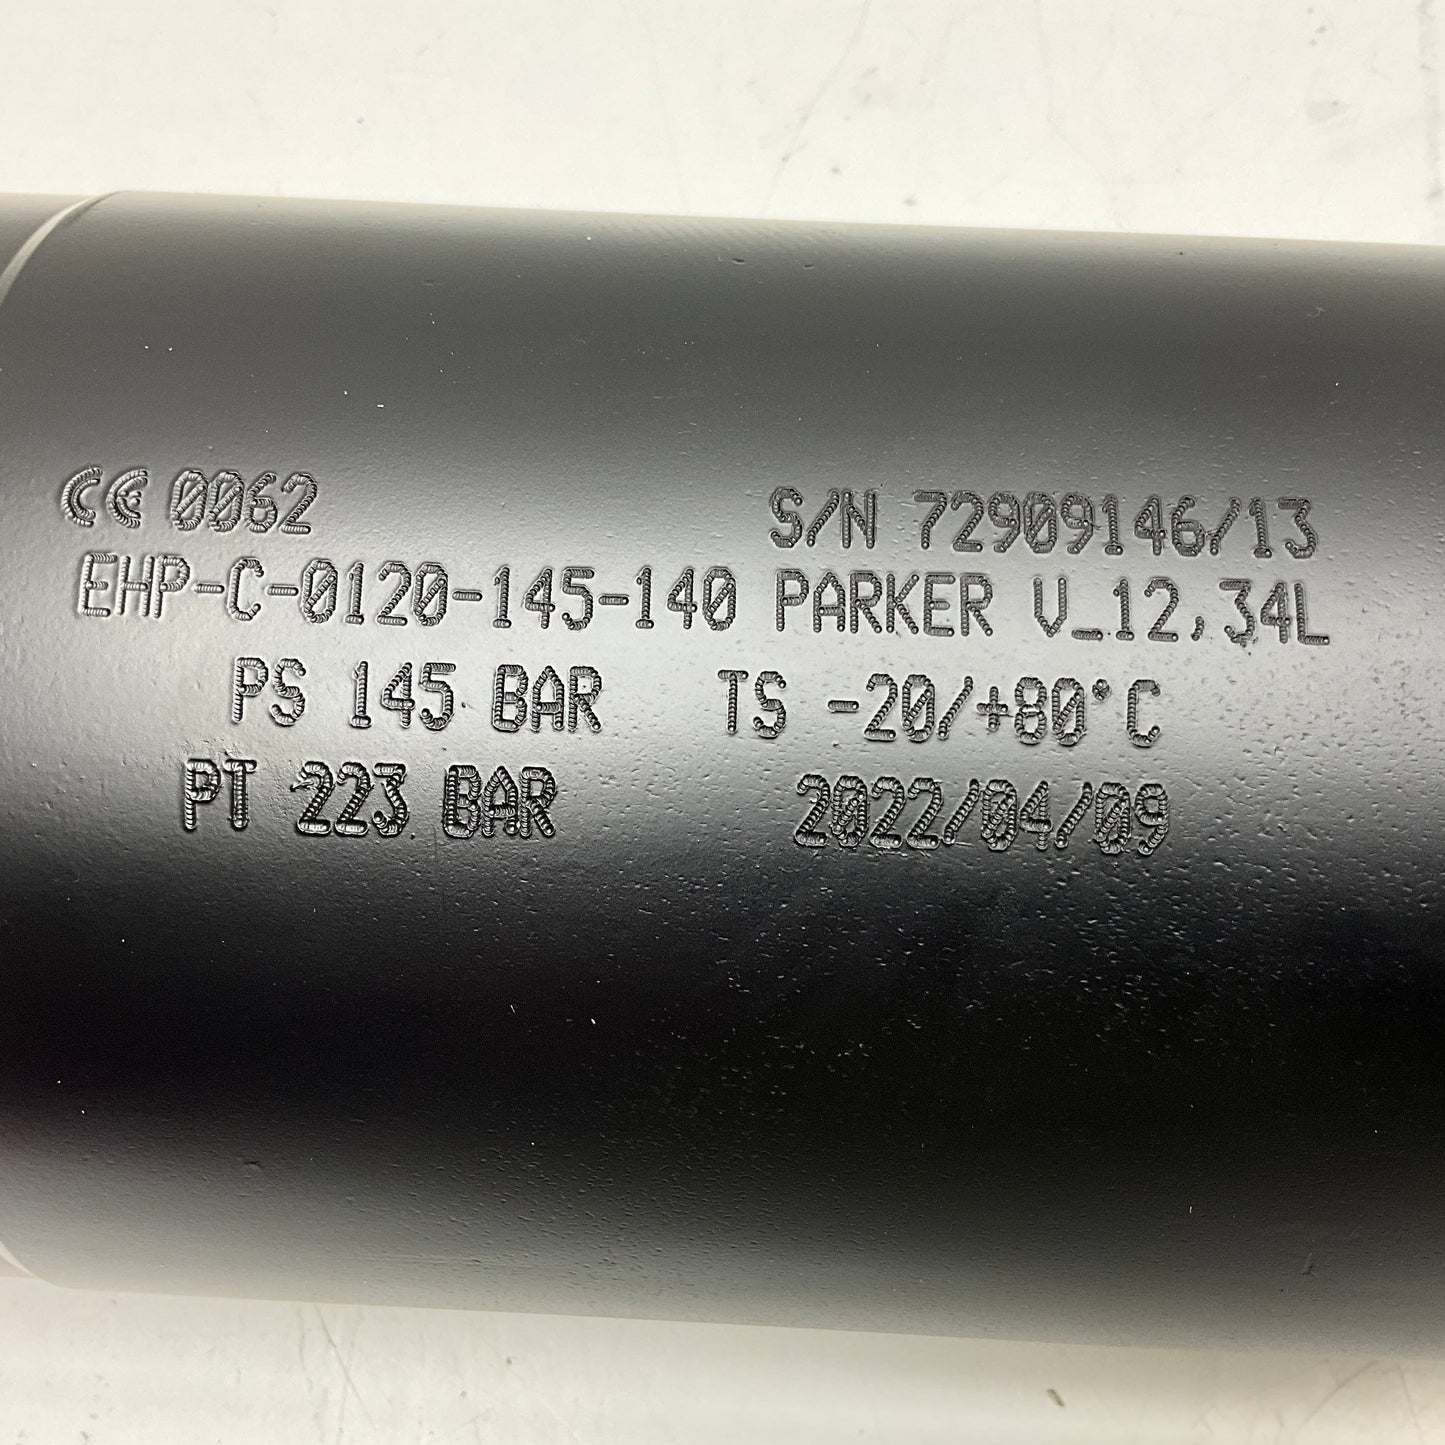 CE 0062 S/N 72909146/13
EHP-C-0120-145-140 PARKER V_12,34L
PS 145 BAR TS -20/+80°C
PT 223 BAR 2022/04/09